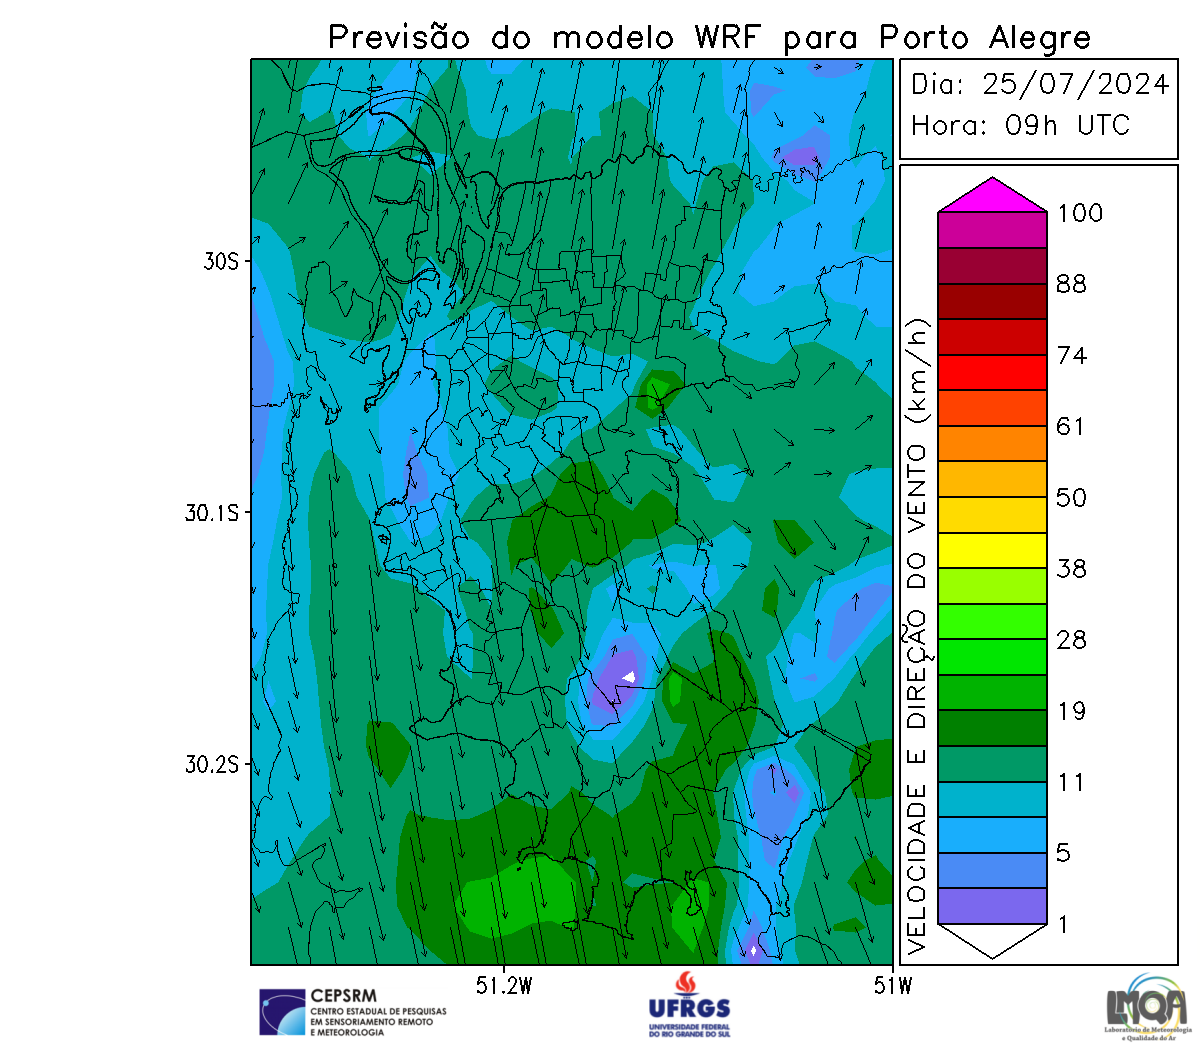 Previsão do modelo WRF para Porto Alegre
Dia: 25/07/2024
Hora: 09h UTC
30S
30.1S
30.2S
51.2W
51W
VELOCIDADE E DIREÇÃO DO VENTO (km/h)
100
88
74
61
50
38
28
19
11
5
1
CEPSRM
CENTRO ESTADUAL DE PESQUISAS
EM SENSORIAMENTO REMOTO
E METEOROLOGIA
UFRGS
UNIVERSIDADE FEDERAL
DO RIO GRANDE DO SUL
LMQA
Laboratório de Meteorologia
e Qualidade do Ar